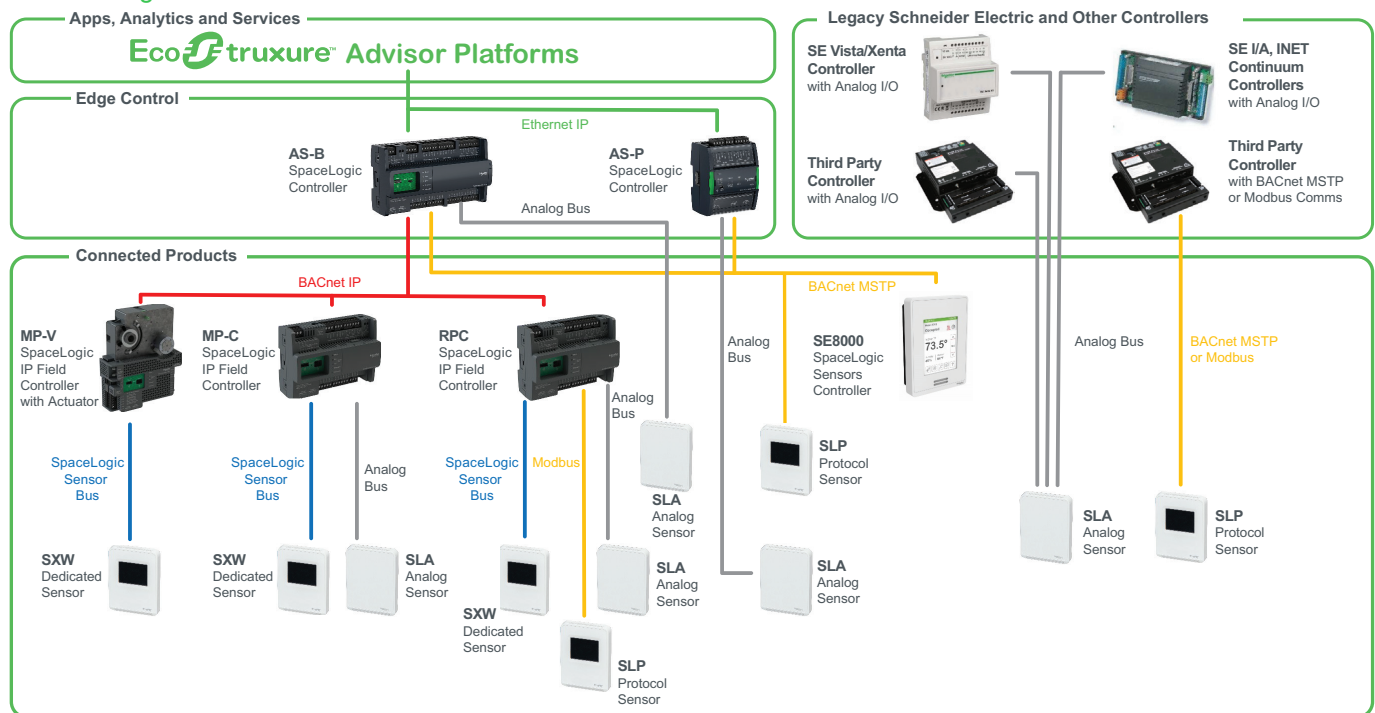 Apps, Analytics and Services
EcoStruxure™ Advisor Platforms
Edge Control
Ethernet IP
AS-B
SpaceLogic
Controller
AS-P
SpaceLogic
Controller
Analog Bus
Legacy Schneider Electric and Other Controllers
SE Vista/Xenta
Controller
with Analog I/O
SE I/A, INET
Continuum
Controllers
with Analog I/O
Third Party
Controller
with Analog I/O
Third Party
Controller
with BACnet MSTP
or Modbus Comms
Connected Products
BACnet IP
BACnet MSTP
MP-V
SpaceLogic
IP Field
Controller
with Actuator
MP-C
SpaceLogic
IP Field
Controller
RPC
SpaceLogic
IP Field
Controller
Analog
Bus
Analog
Bus
SE8000
SpaceLogic
Sensors
Controller
73.5°
Analog Bus
BACnet MSTP
or Modbus
SpaceLogic
Sensor
Bus
SpaceLogic
Sensor
Bus
Analog
Bus
SpaceLogic
Sensor
Bus
Modbus
SLA
Analog
Sensor
SLP
Protocol
Sensor
SLA
Analog
Sensor
SLP
Protocol
Sensor
SXW
Dedicated
Sensor
SXW
Dedicated
Sensor
SLA
Analog
Sensor
SXW
Dedicated
Sensor
SLA
Analog
Sensor
SLA
Analog
Sensor
SLP
Protocol
Sensor